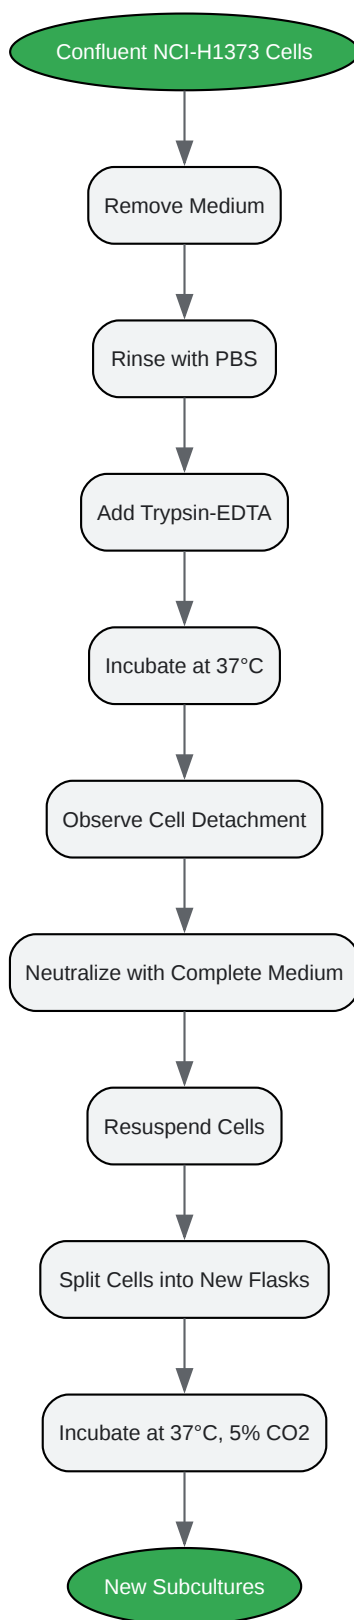 Confluent NCI-H1373 Cells
Remove Medium
Rinse with PBS
Add Trypsin-EDTA
Incubate at 37°C
Observe Cell Detachment
Neutralize with Complete Medium
Resuspend Cells
Split Cells into New Flasks
Incubate at 37°C, 5% CO2
New Subcultures